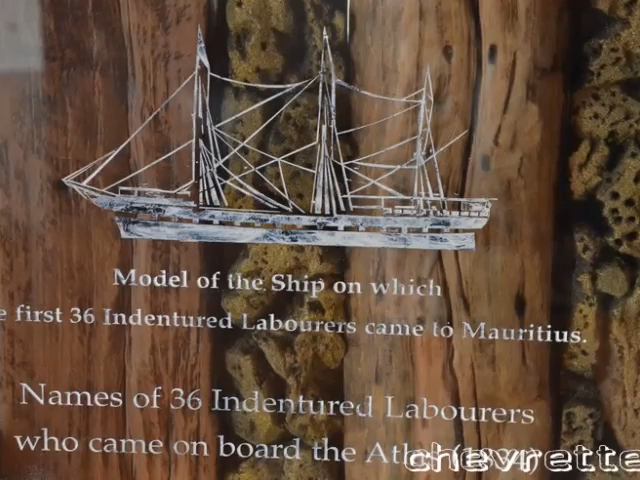 Model of the Ship on which
first 36 Indentured Labourers came to Mauritius.
Names of 36 Indentured Labourers
who came on board the
chevrette